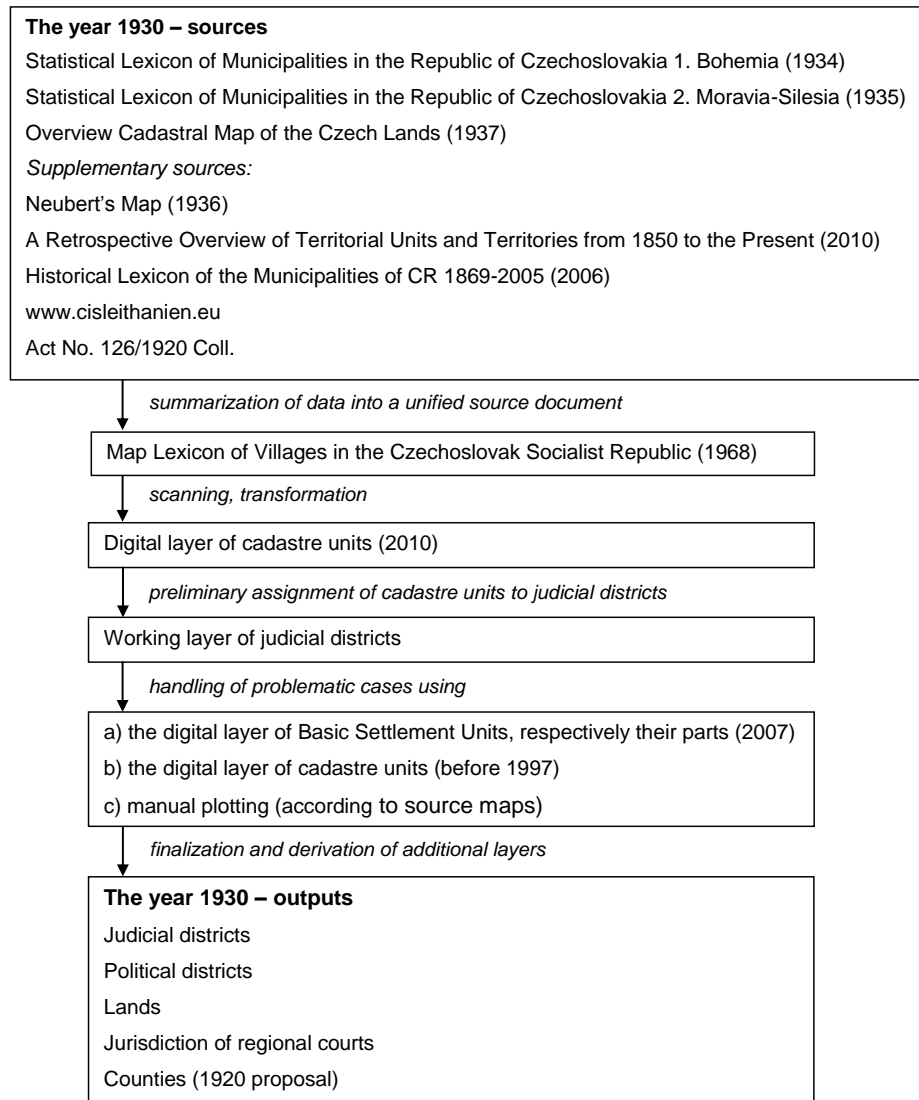 The year 1930 – sources
Statistical Lexicon of Municipalities in the Republic of Czechoslovakia 1. Bohemia (1934)
Statistical Lexicon of Municipalities in the Republic of Czechoslovakia 2. Moravia-Silesia (1935)
Overview Cadastral Map of the Czech Lands (1937)
Supplementary sources:
Neubert's Map (1936)
A Retrospective Overview of Territorial Units and Territories from 1850 to the Present (2010)
Historical Lexicon of the Municipalities of CR 1869-2005 (2006)
www.cisleithanien.eu
Act No. 126/1920 Coll.
summarization of data into a unified source document
Map Lexicon of Villages in the Czechoslovak Socialist Republic (1968)
scanning, transformation
Digital layer of cadastre units (2010)
preliminary assignment of cadastre units to judicial districts
Working layer of judicial districts
handling of problematic cases using
a) the digital layer of Basic Settlement Units, respectively their parts (2007)
b) the digital layer of cadastre units (before 1997)
c) manual plotting (according to source maps)
finalization and derivation of additional layers
The year 1930 – outputs
Judicial districts
Political districts
Lands
Jurisdiction of regional courts
Counties (1920 proposal)